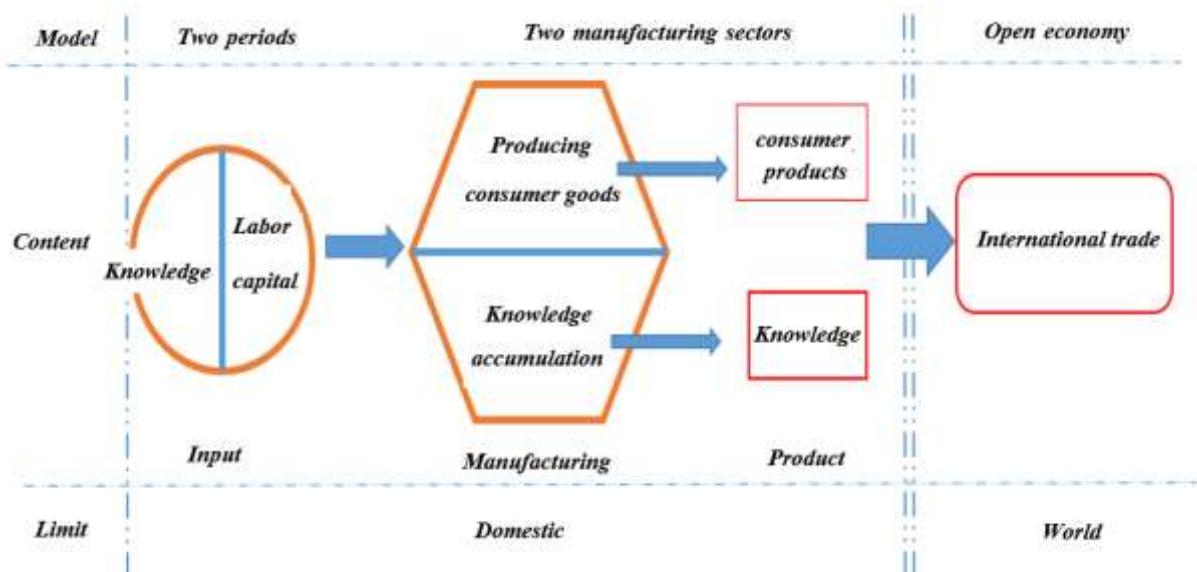 Model
Two periods
Two manufacturing sectors
Open economy
Content
Knowledge
Labor
capital
Producing
consumer goods
Knowledge
accumulation
consumer
products
Knowledge
International trade
Input
Manufacturing
Product
Limit
Domestic
World